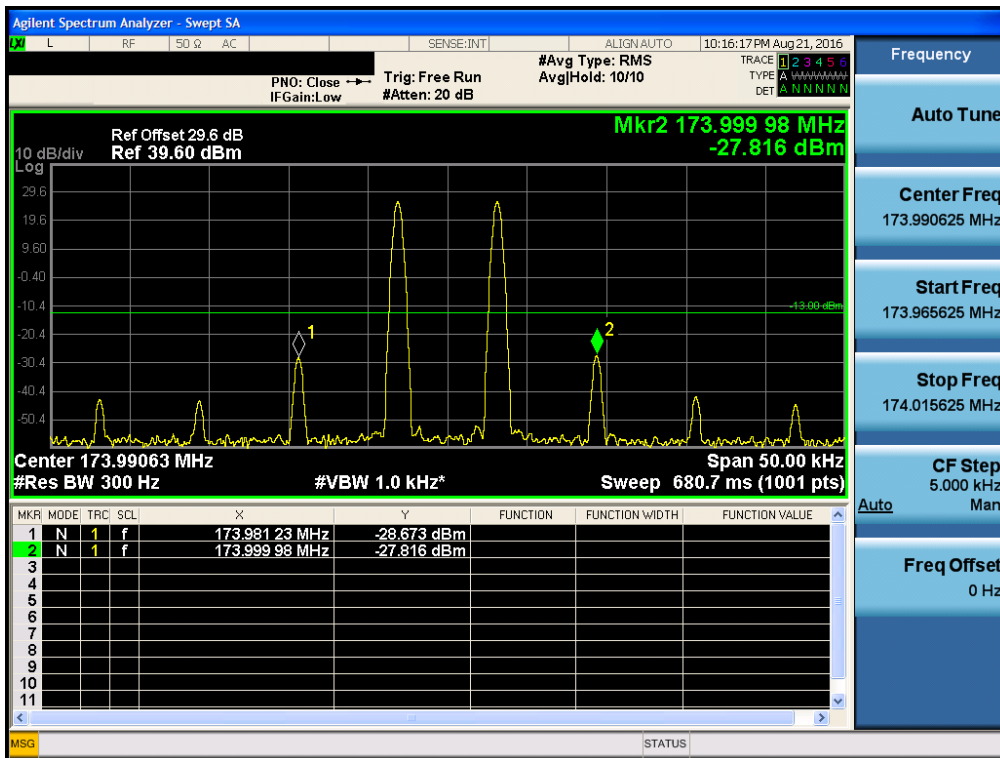 Agilent Spectrum Analyzer - Swept SA
LXI L RF 50 Ω AC SENSE:INT ALIGN AUTO 10:16:17 PM Aug 21, 2016
PNO: Close
IFGain:Low
Trig: Free Run
#Atten: 20 dB
#Avg Type: RMS
Avg|Hold: 10/10
TRACE 1 2 3 4 5 6
TYPE A WWWWW
DET A N N N N N
Ref Offset 29.6 dB
10 dB/div Ref 39.60 dBm
Log
Mkr2 173.999 98 MHz
-27.816 dBm
29.6
19.6
9.60
-0.40
-10.4
-20.4
-30.4
-40.4
-50.4
-13.00 dBm
1
2
Center 173.99063 MHz Span 50.00 kHz
#Res BW 300 Hz #VBW 1.0 kHz* Sweep 680.7 ms (1001 pts)
MKR MODE TRC SCL X Y FUNCTION FUNCTION WIDTH FUNCTION VALUE
1 N 1 f 173.981 23 MHz -28.673 dBm
2 N 1 f 173.999 98 MHz -27.816 dBm
3
4
5
6
7
8
9
10
11
MSG STATUS
Frequency
Auto Tune
Center Freq
173.990625 MHz
Start Freq
173.965625 MHz
Stop Freq
174.015625 MHz
CF Step
5.000 kHz
Auto Man
Freq Offset
0 Hz